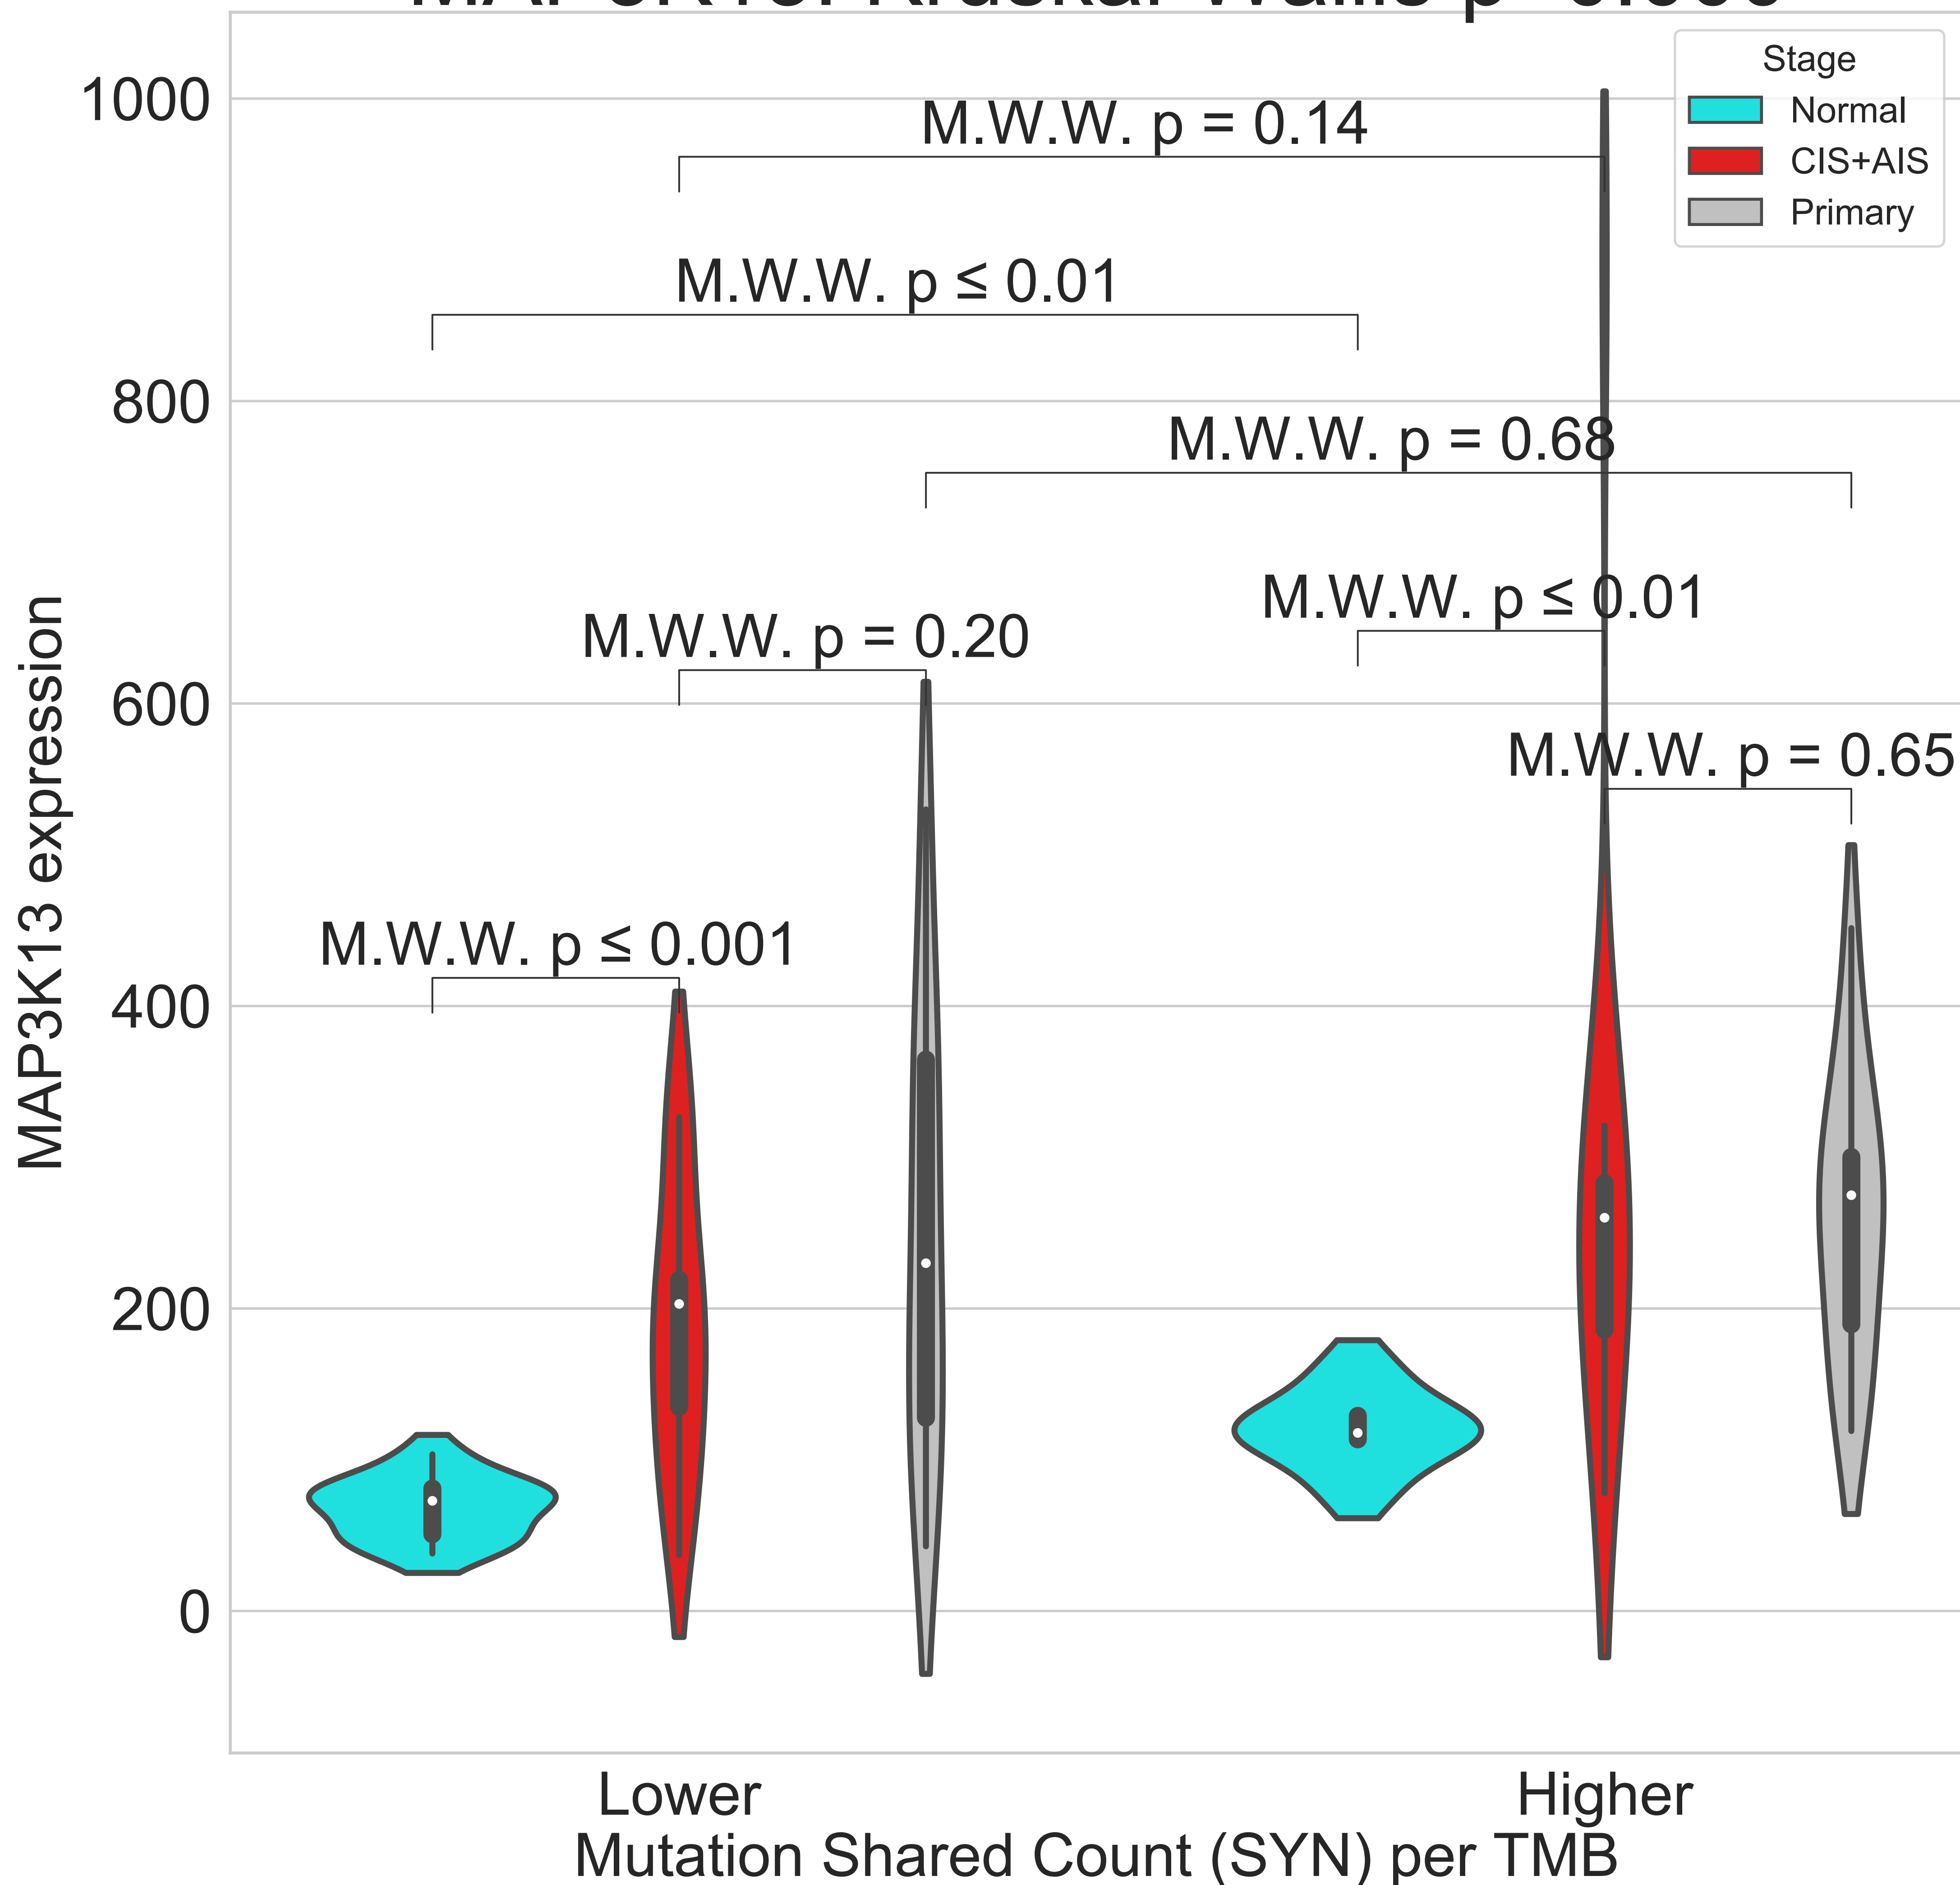 Stage
Normal
CIS+AIS
Primary
1000
800
600
400
200
0
MAP3K13 expression
M.W.W. p = 0.14
M.W.W. p ≤ 0.01
M.W.W. p = 0.68
M.W.W. p ≤ 0.01
M.W.W. p = 0.20
M.W.W. p = 0.65
M.W.W. p ≤ 0.001
Lower
Higher
Mutation Shared Count (SYN) per TMB